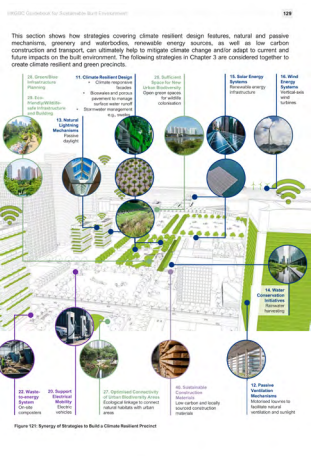 HKGBC Guidebook for Sustainable Built Environment
129
This section shows how strategies covering climate resilient design features, natural and passive
mechanisms, greenery and waterbodies, renewable energy sources, as well as low carbon
construction and transport, can ultimately help to mitigate climate change and/or adapt to current and
future impacts on the built environment. The following strategies in Chapter 3 are considered together to
create climate resilient and green precincts.
26. Green/Blue
Infrastructure
Planning
Eco-
friendly/Wildlife-
safe Infrastructure
and Building
13. Natural
Lightning
Mechanisms
Passive
daylight
11. Climate Resilient Design
• Climate responsive
facades
• Bioswales and porous
pavement to manage
surface water runoff
• Stormwater management
e.g., swales
Sufficient
Space for New
Urban Biodiversity
Open green spaces
for wildlife
colonisation
15. Solar Energy
Systems
Renewable energy
infrastructure
16. Wind
Energy
Systems
Vertical-axis
wind
turbines
14. Water
Conservation
Initiatives
Rainwater
harvesting
22. Waste-
to-energy
System
On-site
composters
20. Support
Electrical
Mobility
Electric
vehicles
27. Optimised Connectivity
of Urban Biodiversity Areas
Ecological linkage to connect
natural habitats with urban
areas
Sustainable
Construction
Materials
Low carbon and locally
sourced construction
materials
12. Passive
Ventilation
Mechanisms
Motorised louvres to
facilitate natural
ventilation and sunlight
Figure 121: Synergy of Strategies to Build a Climate Resilient Precinct